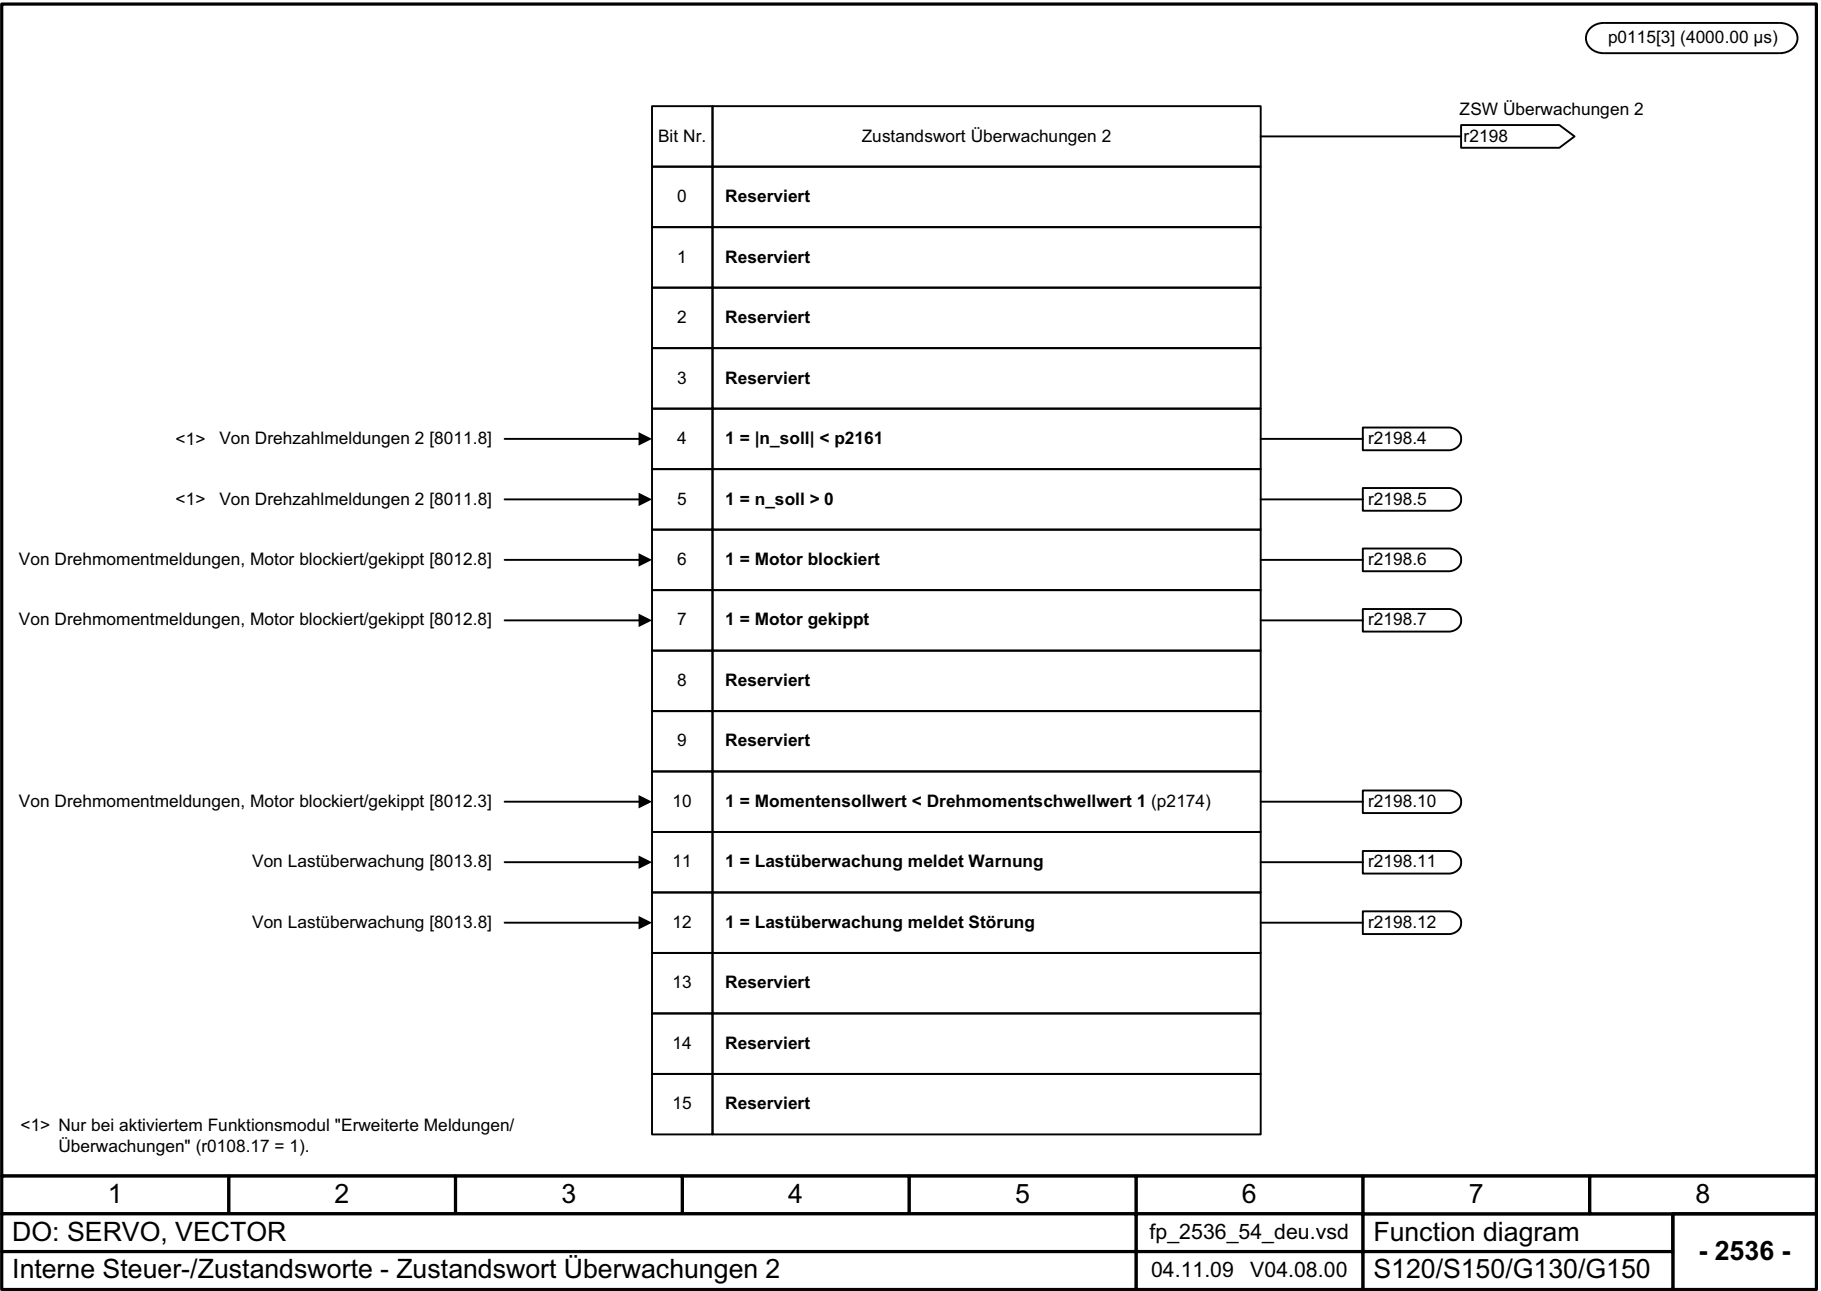 p0115[3] (4000.00 µs)
ZSW Überwachungen 2
Bit Nr. Zustandswort Überwachungen 2 r2198
0 Reserviert
1 Reserviert
2 Reserviert
3 Reserviert
<1> Von Drehzahlmeldungen 2 [8011.8] 4 1 = |n_soll| < p2161 r2198.4
<1> Von Drehzahlmeldungen 2 [8011.8] 5 1 = n_soll > 0 r2198.5
Von Drehmomentmeldungen, Motor blockiert/gekippt [8012.8] 6 1 = Motor blockiert r2198.6
Von Drehmomentmeldungen, Motor blockiert/gekippt [8012.8] 7 1 = Motor gekippt r2198.7
8 Reserviert
9 Reserviert
Von Drehmomentmeldungen, Motor blockiert/gekippt [8012.3] 10 1 = Momentensollwert < Drehmomentschwellwert 1 (p2174) r2198.10
Von Lastüberwachung [8013.8] 11 1 = Lastüberwachung meldet Warnung r2198.11
Von Lastüberwachung [8013.8] 12 1 = Lastüberwachung meldet Störung r2198.12
13 Reserviert
14 Reserviert
15 Reserviert
<1> Nur bei aktiviertem Funktionsmodul "Erweiterte Meldungen/
Überwachungen" (r0108.17 = 1).
1 2 3 4 5 6 7 8
DO: SERVO, VECTOR fp_2536_54_deu.vsd Function diagram
- 2536 -
Interne Steuer-/Zustandsworte - Zustandswort Überwachungen 2 04.11.09 V04.08.00 S120/S150/G130/G150